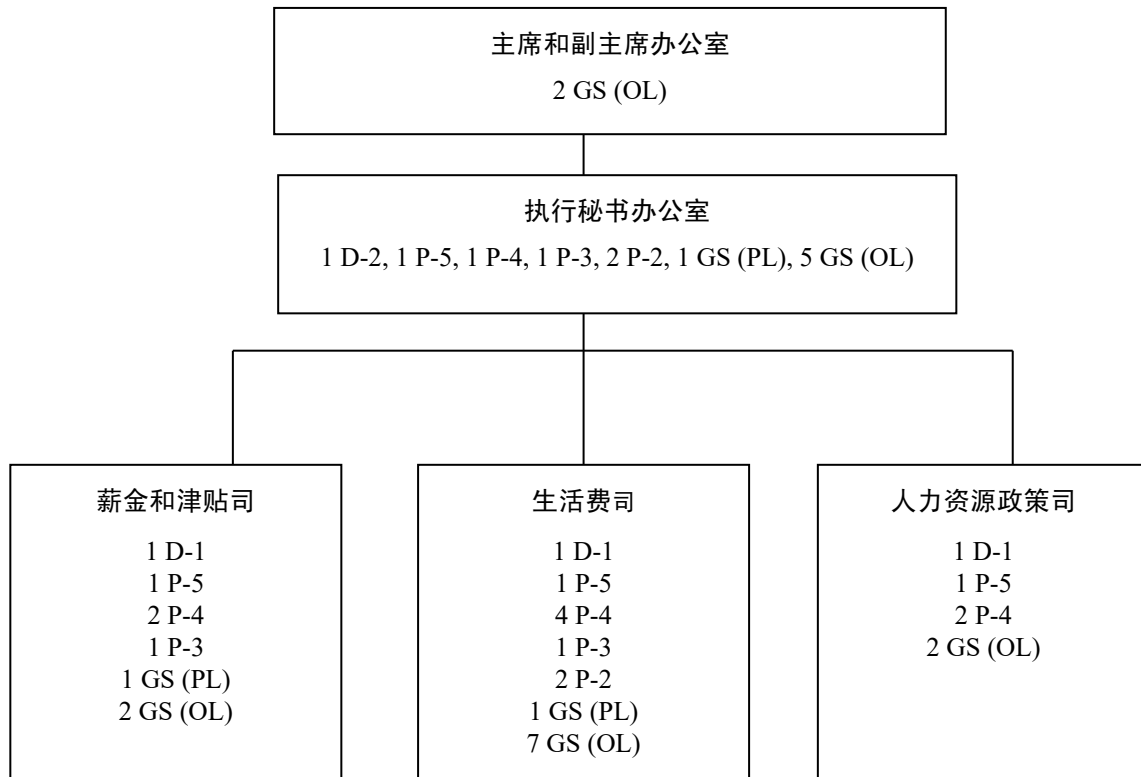 主席和副主席办公室
2 GS (OL)
执行秘书办公室
1 D-2, 1 P-5, 1 P-4, 1 P-3, 2 P-2, 1 GS (PL), 5 GS (OL)
薪金和津贴司
1 D-1
1 P-5
2 P-4
1 P-3
1 GS (PL)
2 GS (OL)
生活费司
1 D-1
1 P-5
4 P-4
1 P-3
2 P-2
1 GS (PL)
7 GS (OL)
人力资源政策司
1 D-1
1 P-5
2 P-4
2 GS (OL)